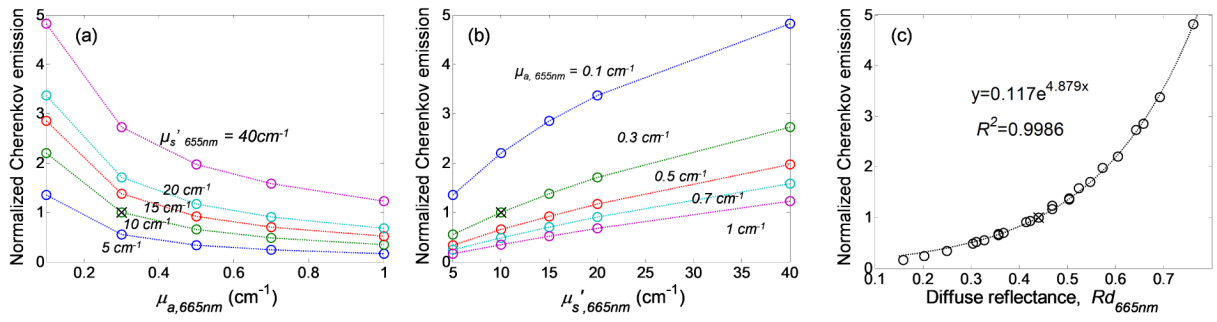 (a)
Normalized Cherenkov emission
5
4
3
2
1
0
μs' 665nm = 40cm-1
20 cm-1
15 cm-1
10 cm-1
5 cm-1
0.2 0.4 0.6 0.8 1
μa,665nm (cm-1)
(b)
Normalized Cherenkov emission
5
4
3
2
1
0
μa, 655nm = 0.1 cm-1
0.3 cm-1
0.5 cm-1
0.7 cm-1
1 cm-1
5 10 15 20 25 30 35 40
μs',665nm (cm-1)
(c)
Normalized Cherenkov emission
5
4
3
2
1
0
y=0.117e4.879x
R2=0.9986
0.1 0.2 0.3 0.4 0.5 0.6 0.7
Diffuse reflectance, Rd665nm